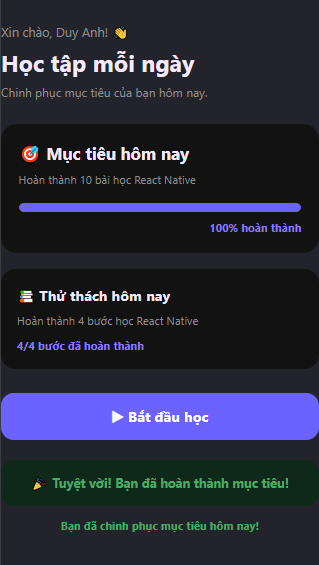 Xin chào, Duy Anh! 👋
Học tập mỗi ngày
Chinh phục mục tiêu của bạn hôm nay.
🎯 Mục tiêu hôm nay
Hoàn thành 10 bài học React Native
100% hoàn thành
📚 Thử thách hôm nay
Hoàn thành 4 bước học React Native
4/4 bước đã hoàn thành
▶ Bắt đầu học
🎉 Tuyệt vời! Bạn đã hoàn thành mục tiêu!
Bạn đã chinh phục mục tiêu hôm nay!